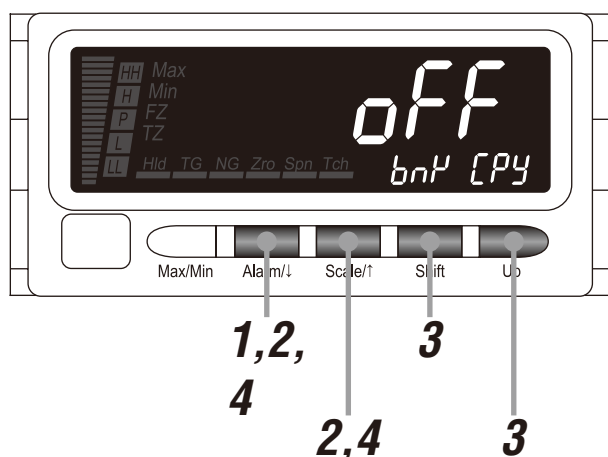 HH Max
H Min
P FZ
L TZ
LL Hld TG NG Zro Spn Tch
oFF
bnK CPY
Max/Min Alarm/↓ Scale/↑ Shift Up
1,2,
4
2,4
3
3